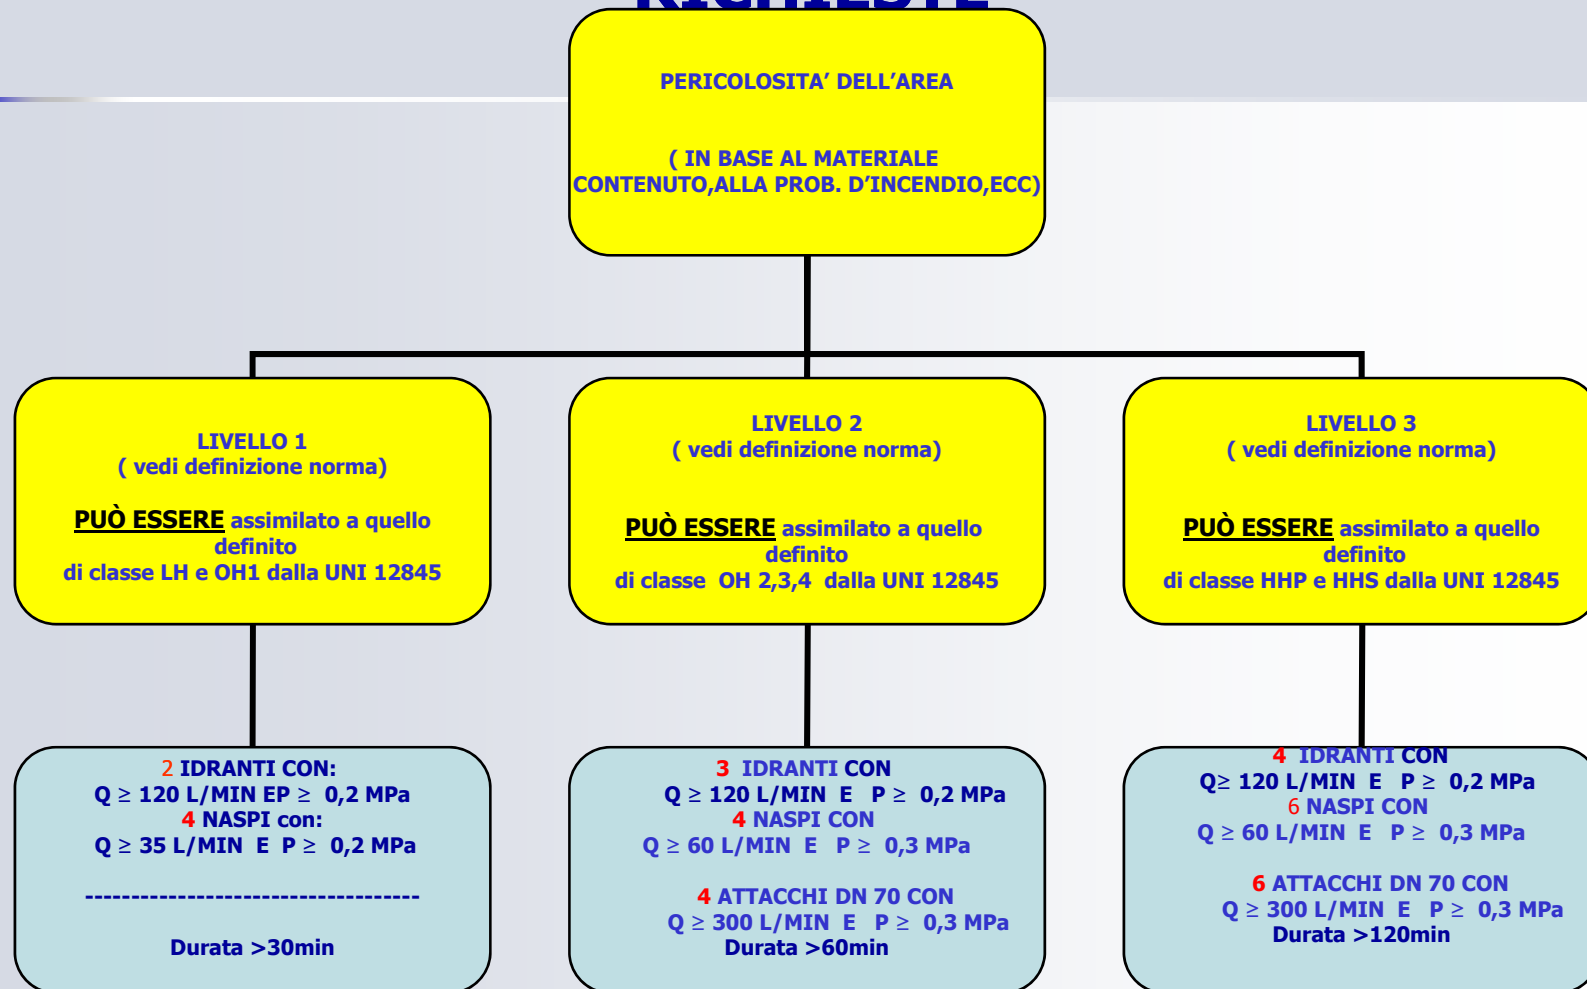 RICHIESTE
PERICOLOSITA’ DELL’AREA
( IN BASE AL MATERIALE
CONTENUTO,ALLA PROB. D’INCENDIO,ECC)
LIVELLO 1
( vedi definizione norma)
PUÒ ESSERE assimilato a quello
definito
di classe LH e OH1 dalla UNI 12845
LIVELLO 2
( vedi definizione norma)
PUÒ ESSERE assimilato a quello
definito
di classe OH 2,3,4 dalla UNI 12845
LIVELLO 3
( vedi definizione norma)
PUÒ ESSERE assimilato a quello
definito
di classe HHP e HHS dalla UNI 12845
2 IDRANTI CON:
Q ≥ 120 L/MIN EP ≥ 0,2 MPa
4 NASPI con:
Q ≥ 35 L/MIN E P ≥ 0,2 MPa
------------------------------------
Durata >30min
3 IDRANTI CON
Q ≥ 120 L/MIN E P ≥ 0,2 MPa
4 NASPI CON
Q ≥ 60 L/MIN E P ≥ 0,3 MPa
4 ATTACCHI DN 70 CON
Q ≥ 300 L/MIN E P ≥ 0,3 MPa
Durata >60min
4 IDRANTI CON
Q≥ 120 L/MIN E P ≥ 0,2 MPa
6 NASPI CON
Q ≥ 60 L/MIN E P ≥ 0,3 MPa
6 ATTACCHI DN 70 CON
Q ≥ 300 L/MIN E P ≥ 0,3 MPa
Durata >120min